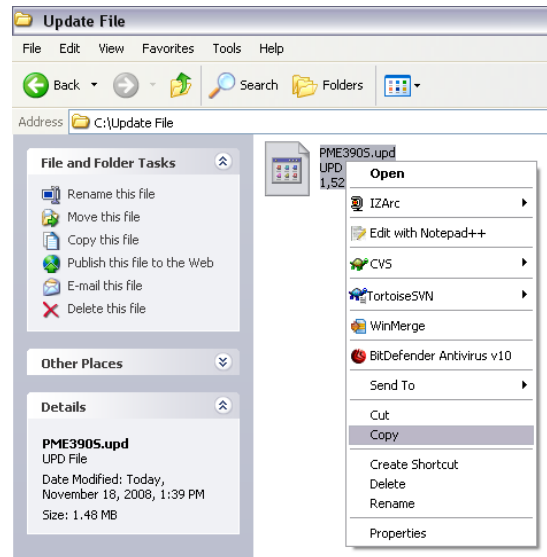 Update File
File Edit View Favorites Tools Help
Back Search Folders
Address C:\Update File
File and Folder Tasks
Rename this file
Move this file
Copy this file
Publish this file to the Web
E-mail this file
Delete this file
Other Places
Details
PME3905.upd
UPD File
Date Modified: Today,
November 18, 2008, 1:39 PM
Size: 1.48 MB
PME3905.upd
UPD
1,52
Open
IZArc
Edit with Notepad++
CVS
TortoiseSVN
WinMerge
BitDefender Antivirus v10
Send To
Cut
Copy
Create Shortcut
Delete
Rename
Properties